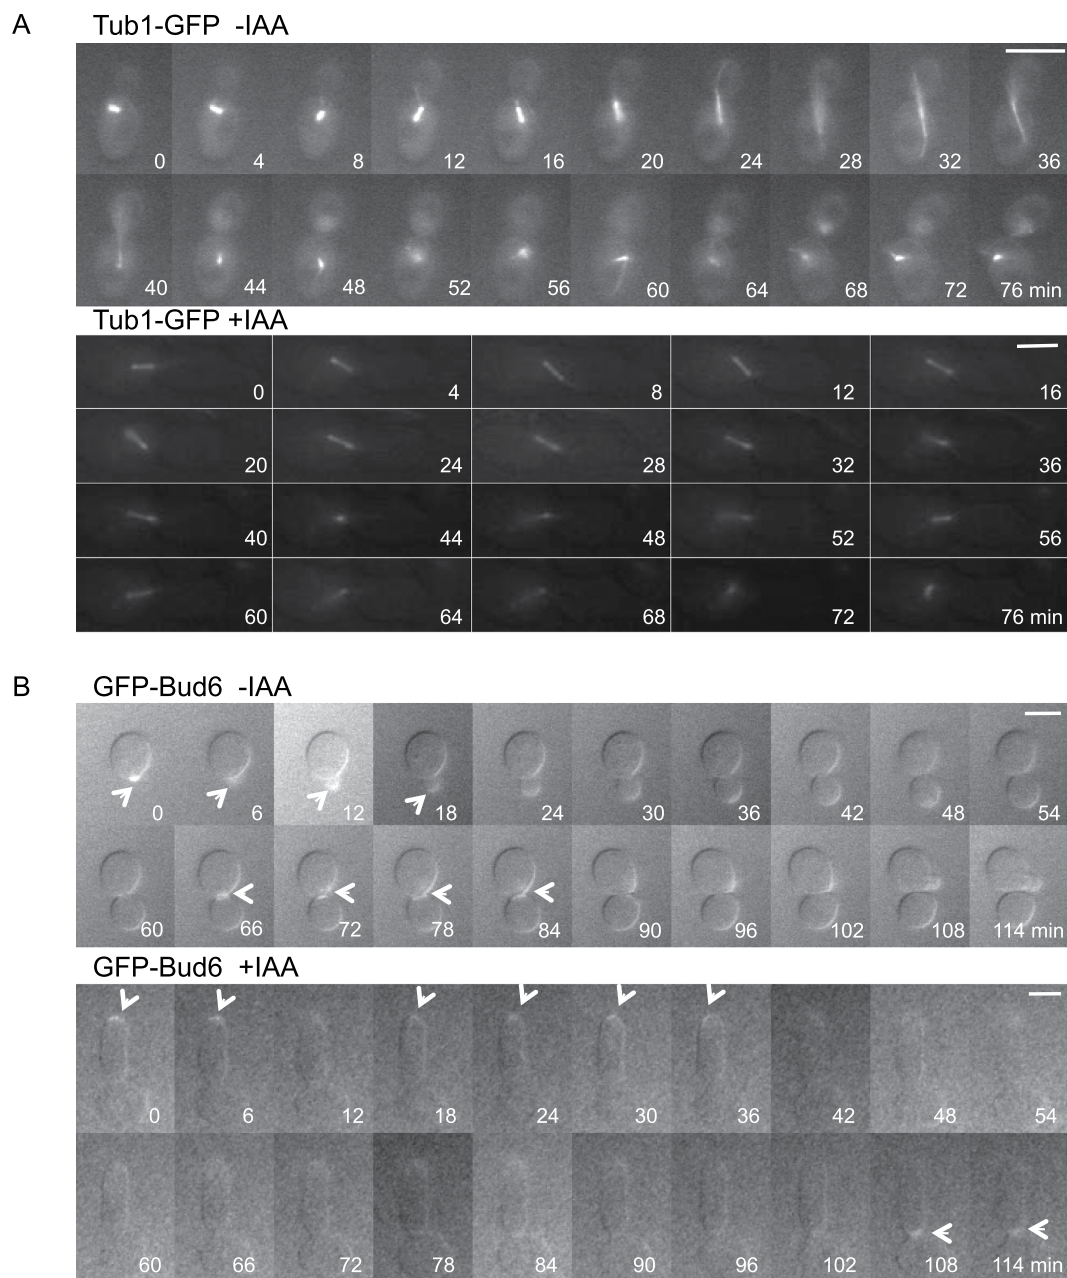 A
Tub1-GFP -IAA
0 4 8 12 16 20 24 28 32 36
40 44 48 52 56 60 64 68 72 76 min
Tub1-GFP +IAA
0 4 8 12 16
20 24 28 32 36
40 44 48 52 56
60 64 68 72 76 min
B
GFP-Bud6 -IAA
0 6 12 18 24 30 36 42 48 54
60 66 72 78 84 90 96 102 108 114 min
GFP-Bud6 +IAA
0 6 12 18 24 30 36 42 48 54
60 66 72 78 84 90 96 102 108 114 min